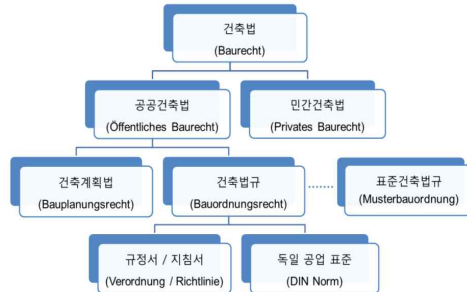 건축법
(Baurecht)
공공건축법
(Öffentliches Baurecht)
민간건축법
(Privates Baurecht)
건축계획법
(Bauplanungsrecht)
건축법규
(Bauordnungsrecht)
표준건축법규
(Musterbauordnung)
규정서 / 지침서
(Verordnung / Richtlinie)
독일 공업 표준
(DIN Norm)